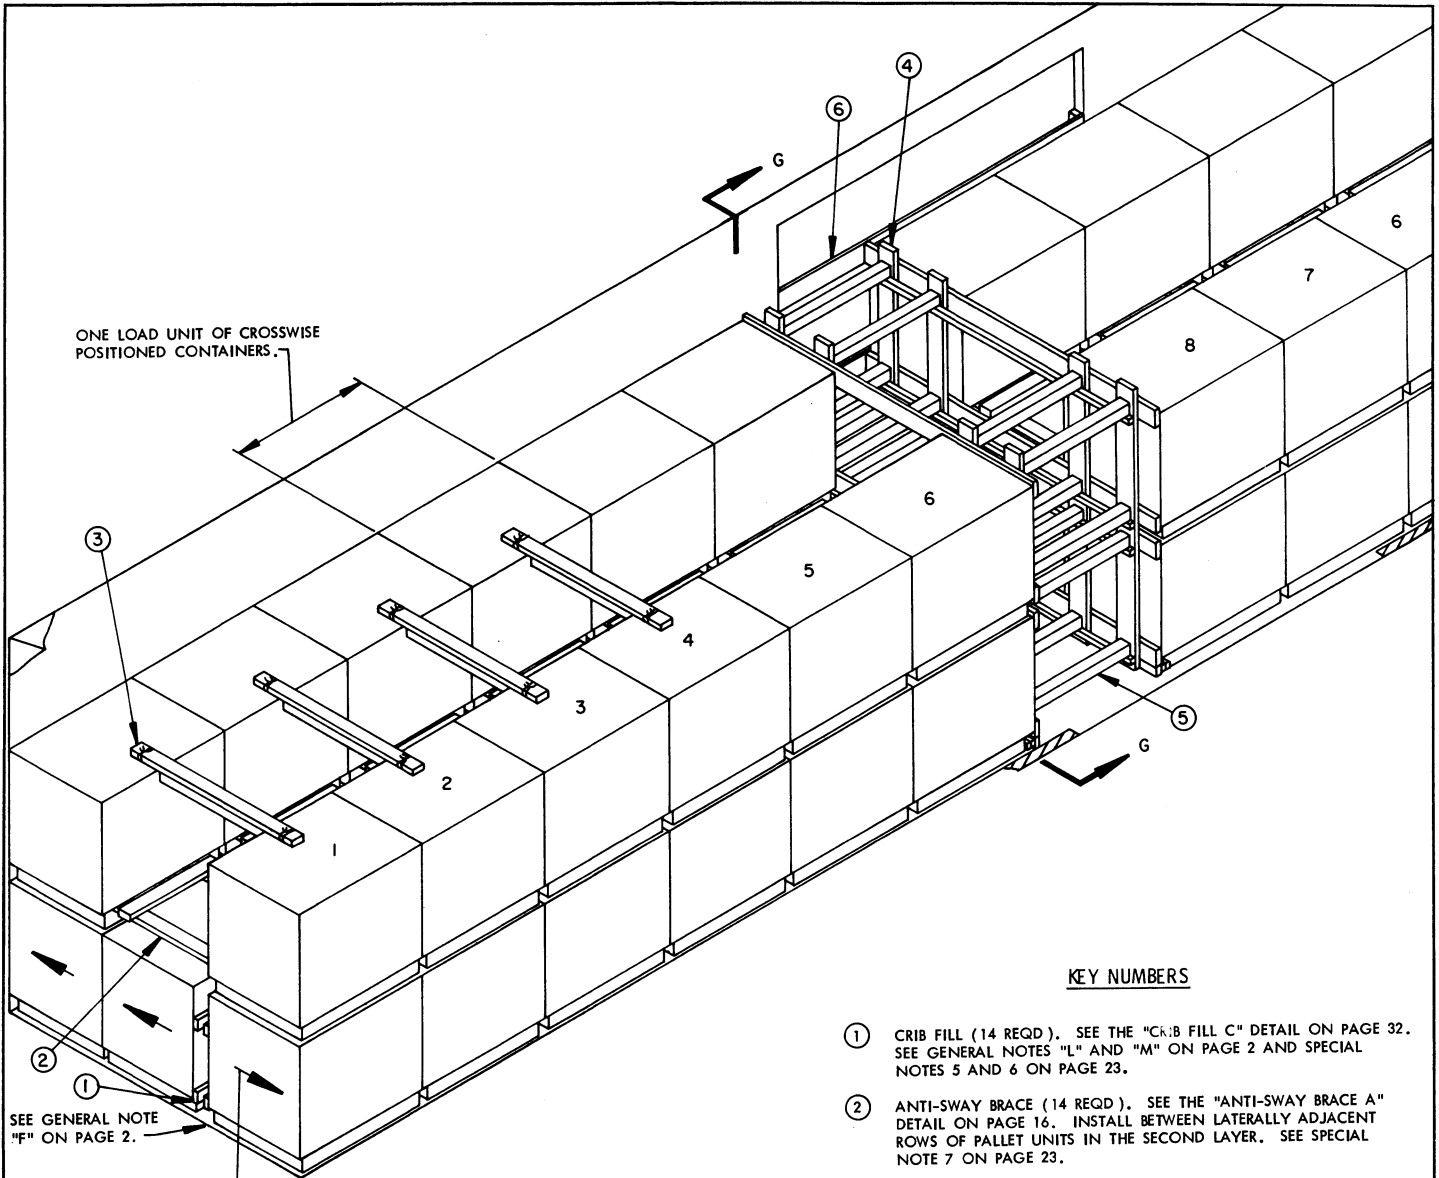 ④
⑥
G
6
7
ONE LOAD UNIT OF CROSSWISE
POSITIONED CONTAINERS.
8
6
③
5
4
3
⑤
G
2
1
KEY NUMBERS
① CRIB FILL (14 REQD). SEE THE "CRIB FILL C" DETAIL ON PAGE 32.
SEE GENERAL NOTES "L" AND "M" ON PAGE 2 AND SPECIAL
NOTES 5 AND 6 ON PAGE 23.
②
①
SEE GENERAL NOTE
"F" ON PAGE 2.
② ANTI-SWAY BRACE (14 REQD). SEE THE "ANTI-SWAY BRACE A"
DETAIL ON PAGE 16. INSTALL BETWEEN LATERALLY ADJACENT
ROWS OF PALLET UNITS IN THE SECOND LAYER. SEE SPECIAL
NOTE 7 ON PAGE 23.